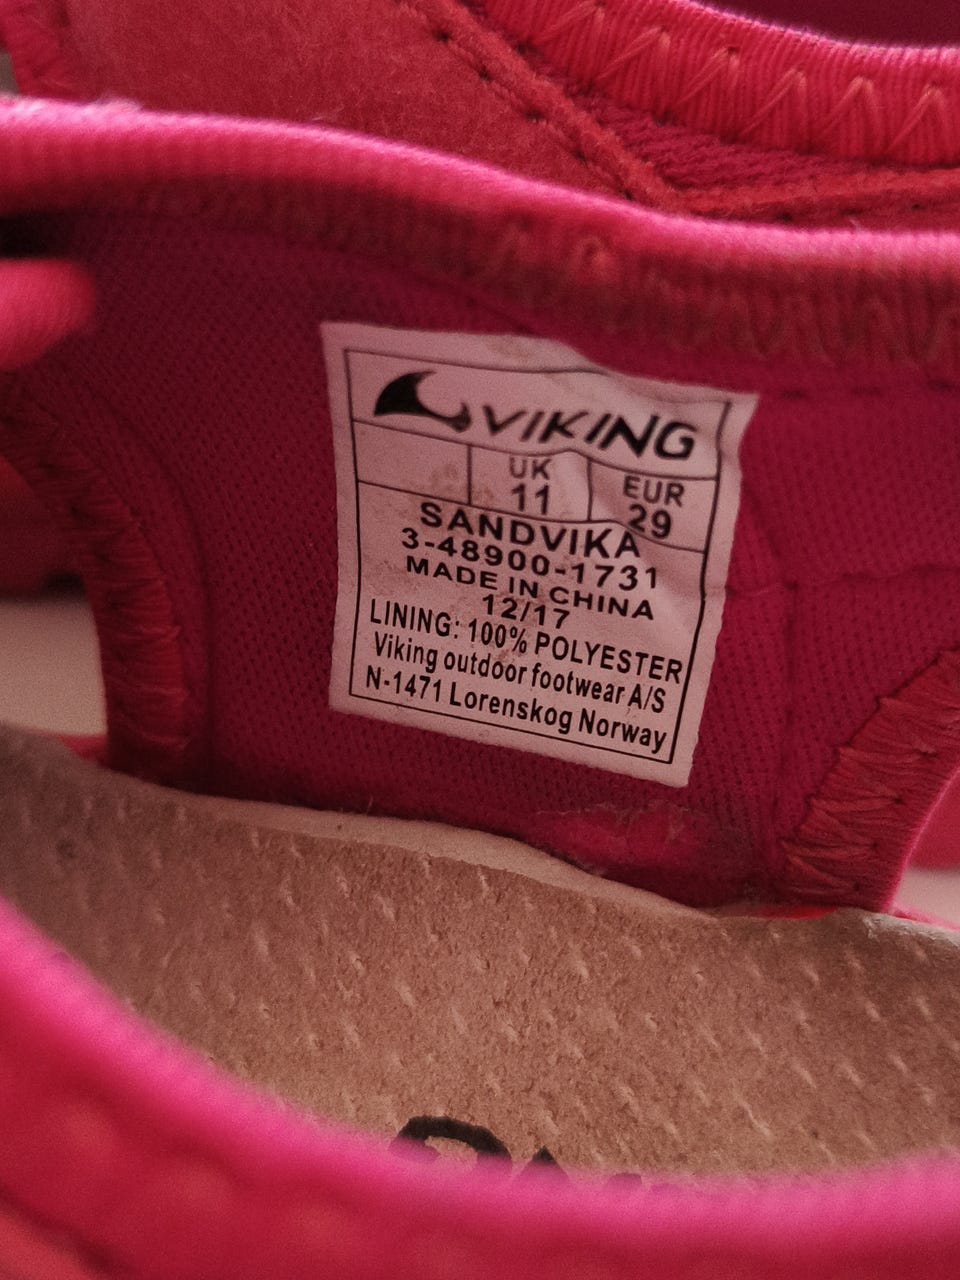 VIKING
UK EUR
11 29
SANDVIKA
3-48900-1731
MADE IN CHINA
12/17
LINING: 100% POLYESTER
Viking outdoor footwear A/S
N-1471 Lorenskog Norway